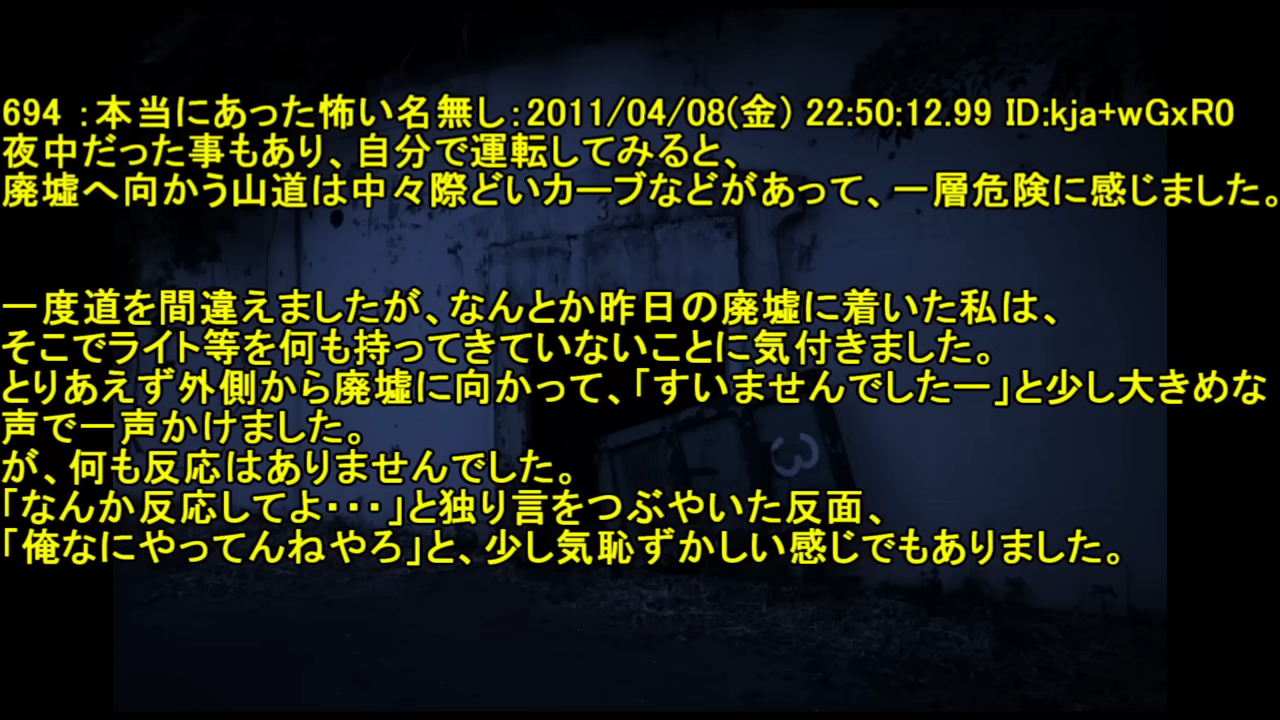 694 :本当にあった怖い名無し:2011/04/08(金) 22:50:12.99 ID:kja+wGxR0
夜中だった事もあり、自分で運転してみると、
廃墟へ向かう山道は中々際どいカーブなどがあって、一層危険に感じました。
3
一度道を間違えましたが、なんとか昨日の廃墟に着いた私は、
そこでライト等を何も持ってきていないことに気付きました。
とりあえず外側から廃墟に向かって、「すいませんでしたー」と少し大きめな
声で一声かけました。
が、何も反応はありませんでした。
3
「なんか反応してよ・・・」と独り言をつぶやいた反面、
「俺なにやってんねやろ」と、少し気恥ずかしい感じでもありました。